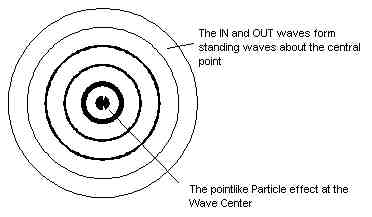 The IN and OUT waves form
standing waves about the central
point
The pointlike Particle effect at the
Wave Center